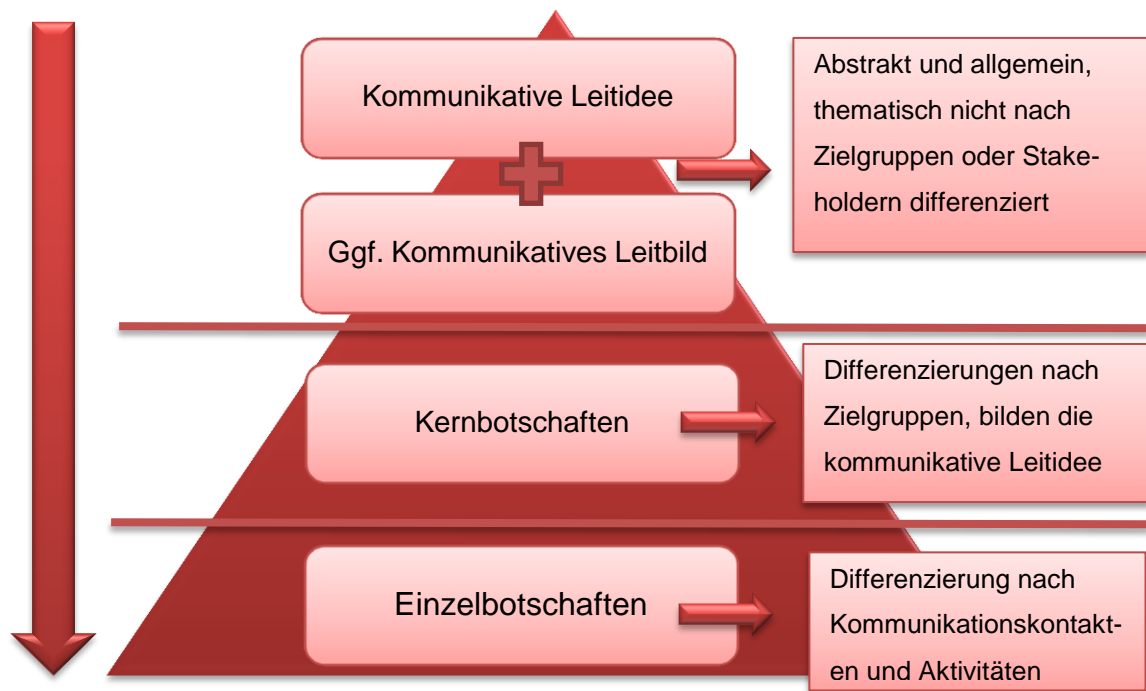 Kommunikative Leitidee
Abstrakt und allgemein,
thematisch nicht nach
Zielgruppen oder Stake-
holdern differenziert
Ggf. Kommunikatives Leitbild
Kernbotschaften
Differenzierungen nach
Zielgruppen, bilden die
kommunikative Leitidee
Einzelbotschaften
Differenzierung nach
Kommunikationskontakt-
en und Aktivitäten